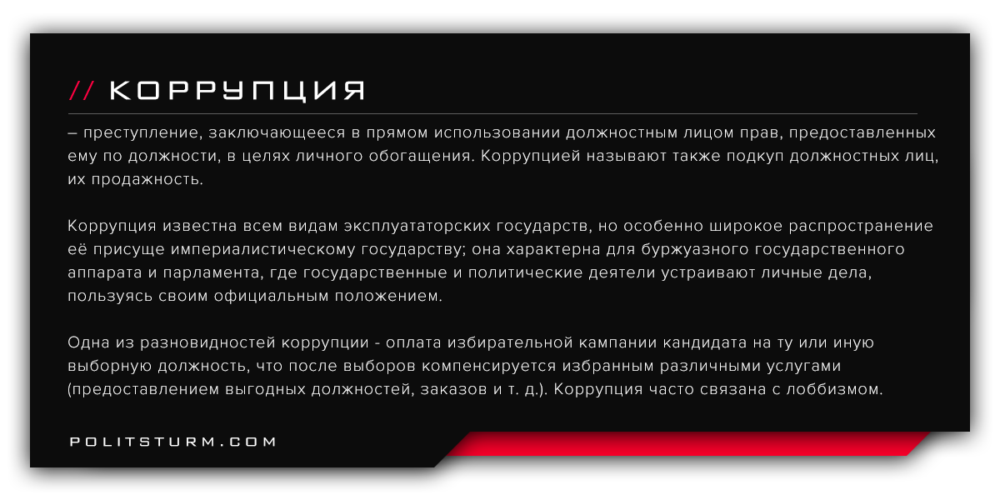 // КОРРУПЦИЯ
– преступление, заключающееся в прямом использовании должностным лицом прав, предоставленных
ему по должности, в целях личного обогащения. Коррупцией называют также подкуп должностных лиц,
их продажность.
Коррупция известна всем видам эксплуататорских государств, но особенно широкое распространение
её присуще империалистическому государству; она характерна для буржуазного государственного
аппарата и парламента, где государственные и политические деятели устраивают личные дела,
пользуясь своим официальным положением.
Одна из разновидностей коррупции - оплата избирательной кампании кандидата на ту или иную
выборную должность, что после выборов компенсируется избранным различными услугами
(предоставлением выгодных должностей, заказов и т. д.). Коррупция часто связана с лоббизмом.
POLITSTURM.COM